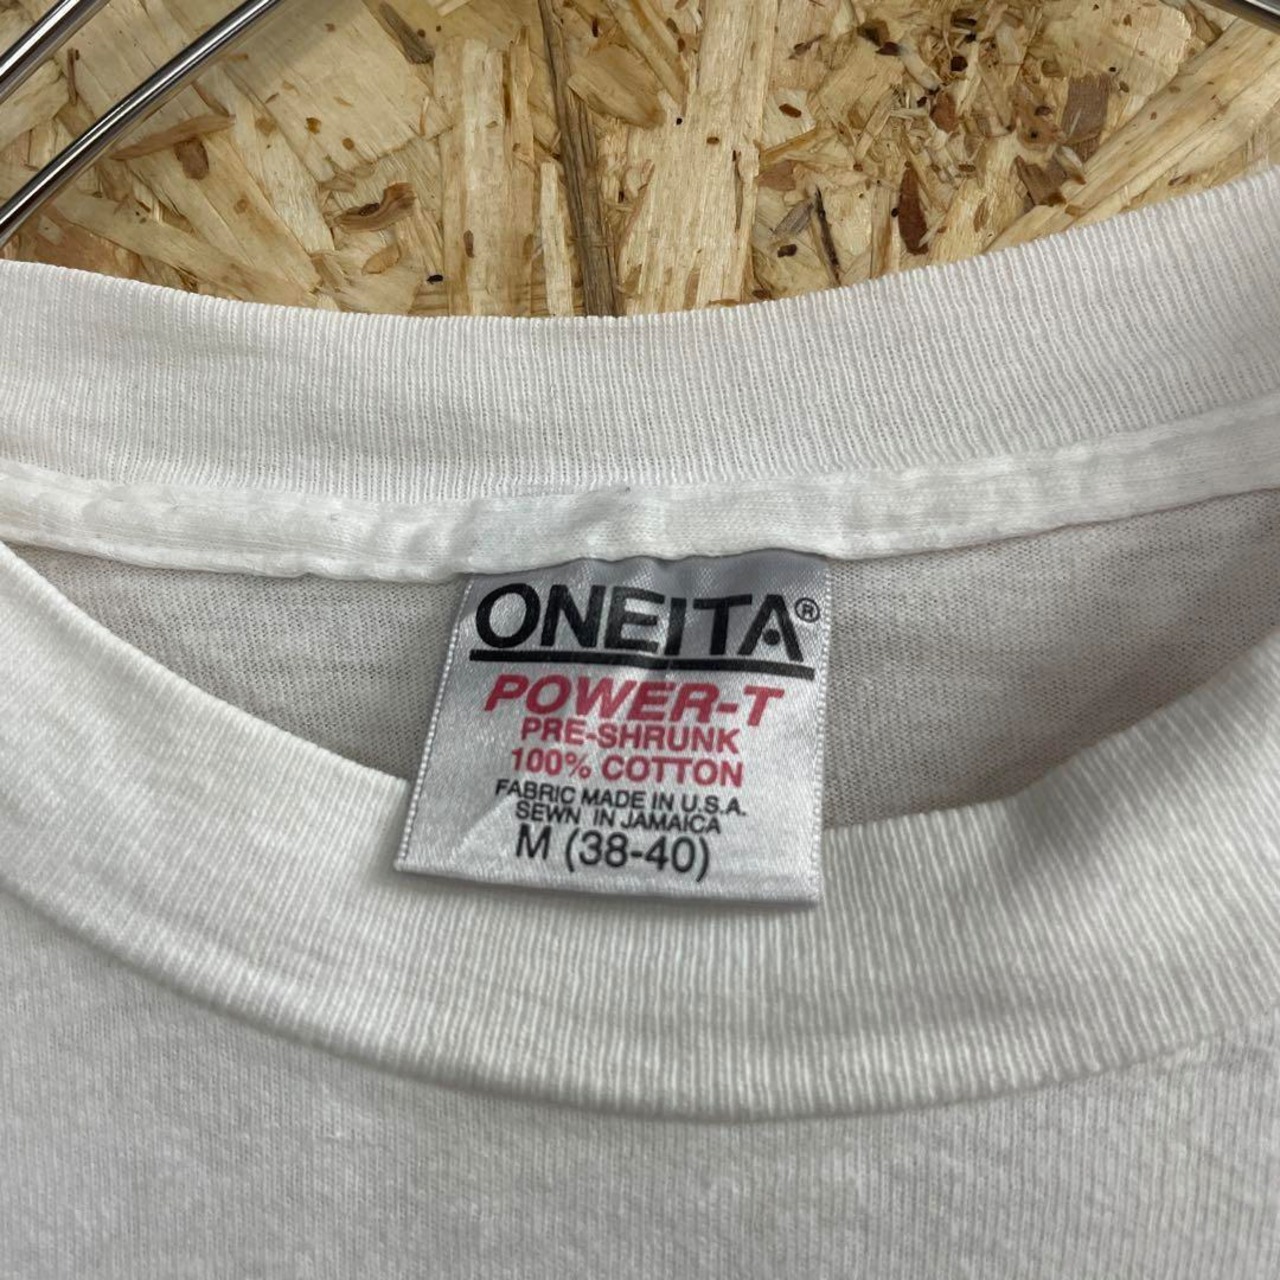 ONEITA®
POWER-T
PRE-SHRUNK
100% COTTON
FABRIC MADE IN U.S.A.
SEWN IN JAMAICA
M (38-40)